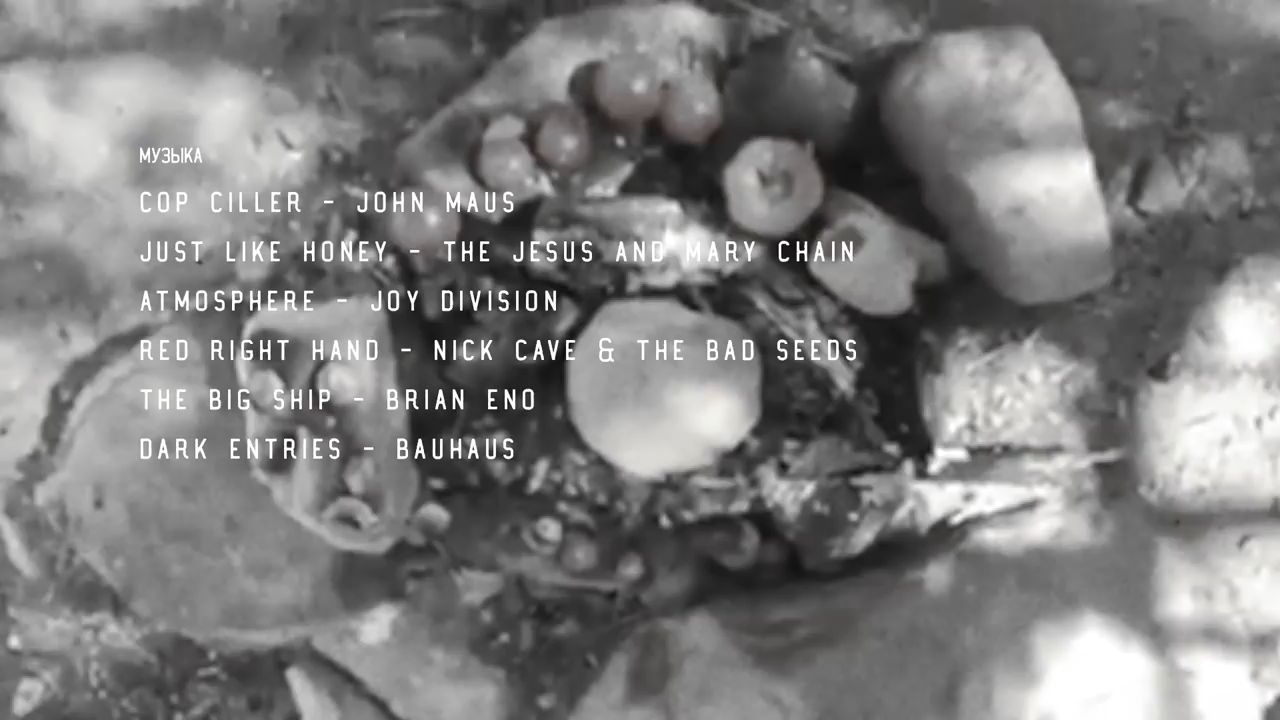 МУЗЫКА
COP CILLER - JOHN MAUS
JUST LIKE HONEY - THE JESUS AND MARY CHAIN
ATMOSPHERE - JOY DIVISION
RED RIGHT HAND - NICK CAVE & THE BAD SEEDS
THE BIG SHIP - BRIAN ENO
DARK ENTRIES - BAUHAUS